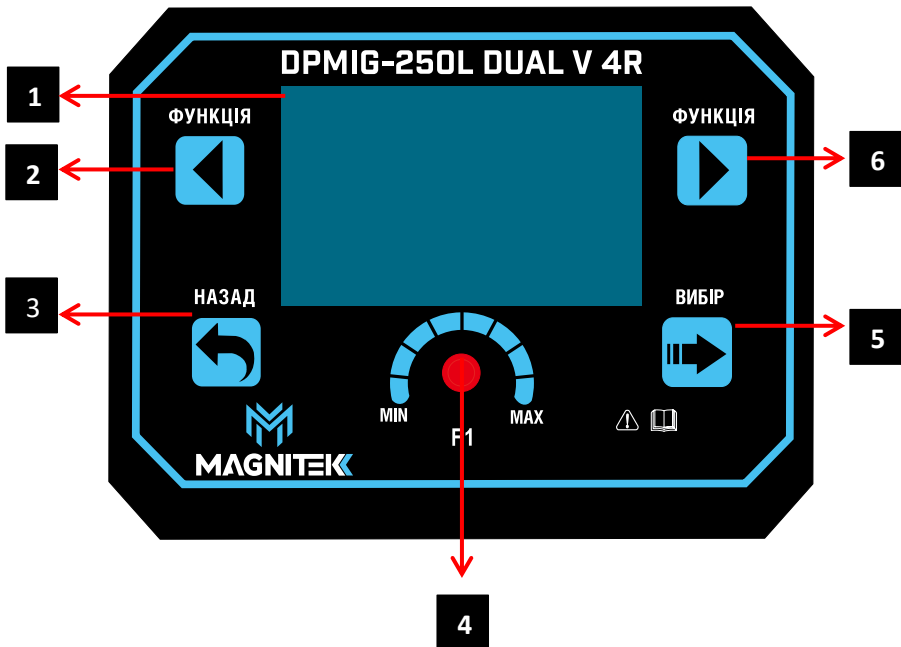 DPMIG-250L DUAL V 4R
1
ФУНКЦІЯ
ФУНКЦІЯ
2
6
НАЗАД
ВИБІР
3
5
MIN
MAX
F1
MAGNITEK
4